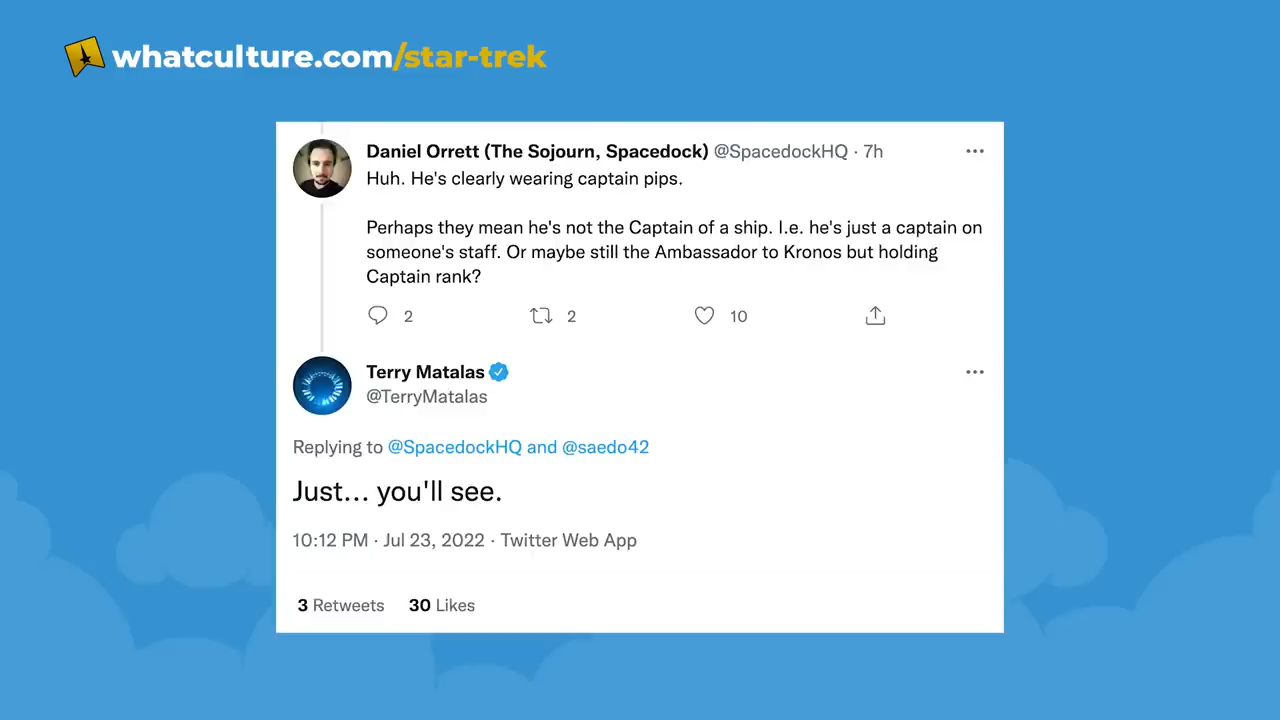 whatculture.com/star-trek
Daniel Orrett (The Sojourn, Spacedock) @SpacedockHQ · 7h
Huh. He's clearly wearing captain pips.
Perhaps they mean he's not the Captain of a ship. I.e. he's just a captain on
someone's staff. Or maybe still the Ambassador to Kronos but holding
Captain rank?
2 2 10
Terry Matalas
@TerryMatalas
Replying to @SpacedockHQ and @saedo42
Just... you'll see.
10:12 PM · Jul 23, 2022 · Twitter Web App
3 Retweets 30 Likes